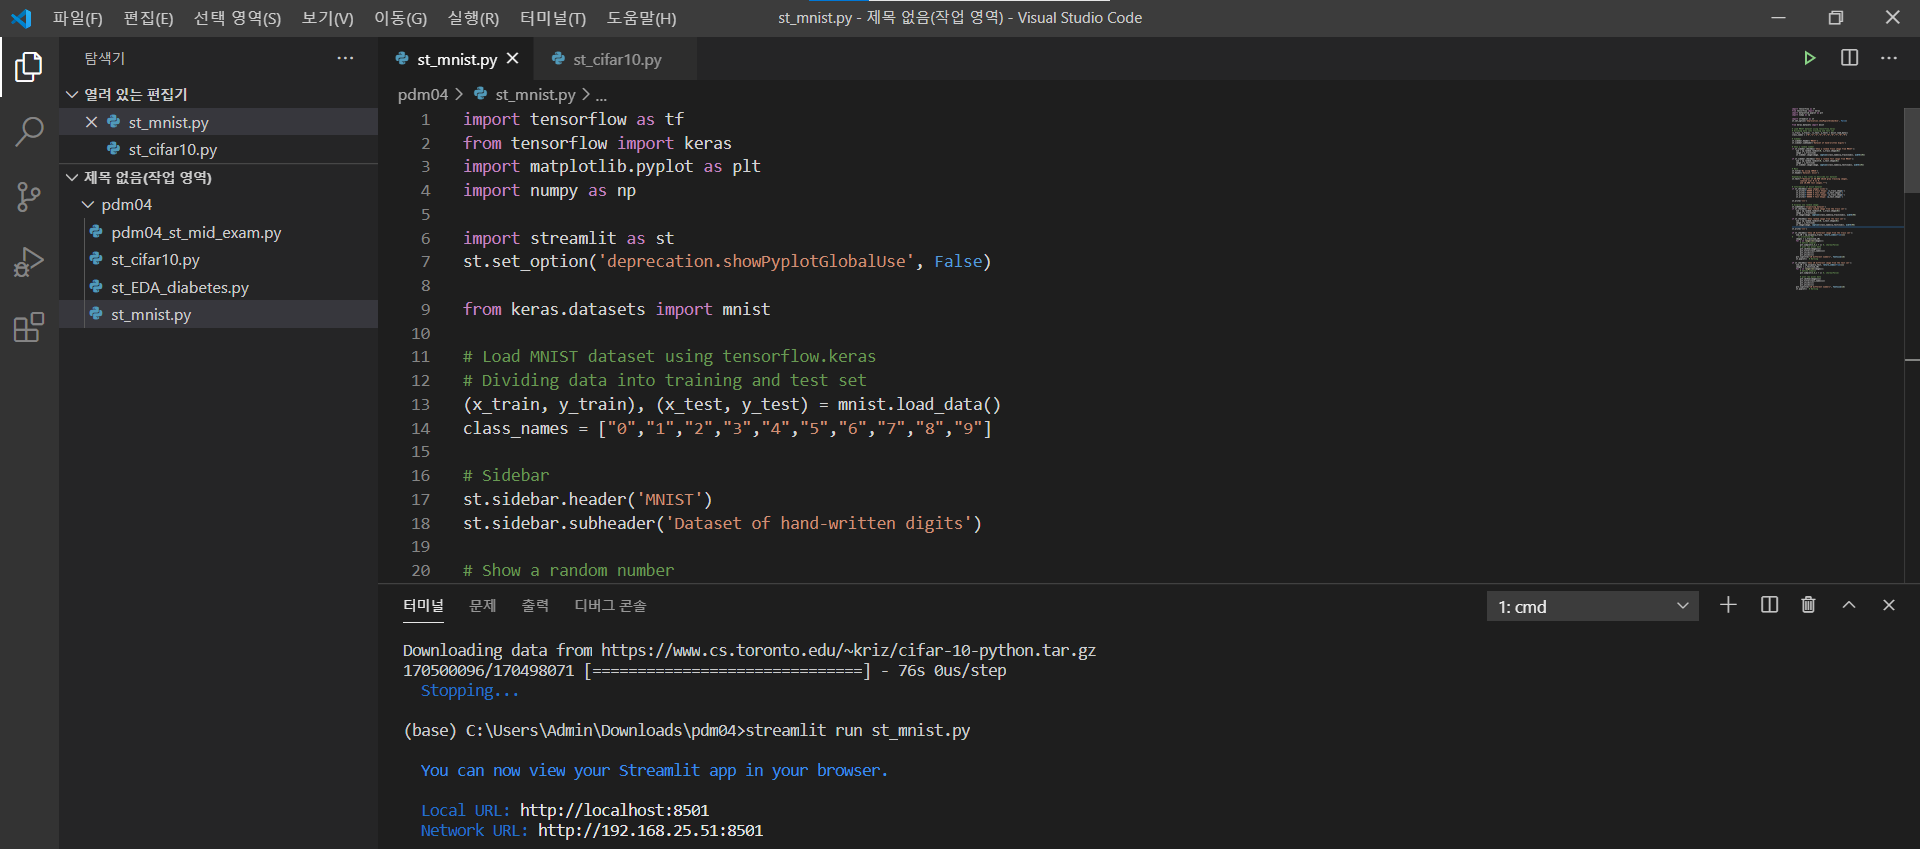 파일(F) 편집(E) 선택 영역(S) 보기(V) 이동(G) 실행(R) 터미널(T) 도움말(H) st_mnist.py - 제목 없음(작업 영역) - Visual Studio Code
탐색기
열려 있는 편집기
st_mnist.py
st_cifar10.py
제목 없음(작업 영역)
pdm04
pdm04_st_mid_exam.py
st_cifar10.py
st_EDA_diabetes.py
st_mnist.py
st_mnist.py st_cifar10.py
pdm04 > st_mnist.py > ...
1 import tensorflow as tf
2 from tensorflow import keras
3 import matplotlib.pyplot as plt
4 import numpy as np
5
6 import streamlit as st
7 st.set_option('deprecation.showPyplotGlobalUse', False)
8
9 from keras.datasets import mnist
10
11 # Load MNIST dataset using tensorflow.keras
12 # Dividing data into training and test set
13 (x_train, y_train), (x_test, y_test) = mnist.load_data()
14 class_names = ["0","1","2","3","4","5","6","7","8","9"]
15
16 # Sidebar
17 st.sidebar.header('MNIST')
18 st.sidebar.subheader('Dataset of hand-written digits')
19
20 # Show a random number
터미널 문제 출력 디버그 콘솔 1: cmd
Downloading data from https://www.cs.toronto.edu/~kriz/cifar-10-python.tar.gz
170500096/170498071 [==============================] - 76s 0us/step
Stopping...
(base) C:\Users\Admin\Downloads\pdm04>streamlit run st_mnist.py
You can now view your Streamlit app in your browser.
Local URL: http://localhost:8501
Network URL: http://192.168.25.51:8501